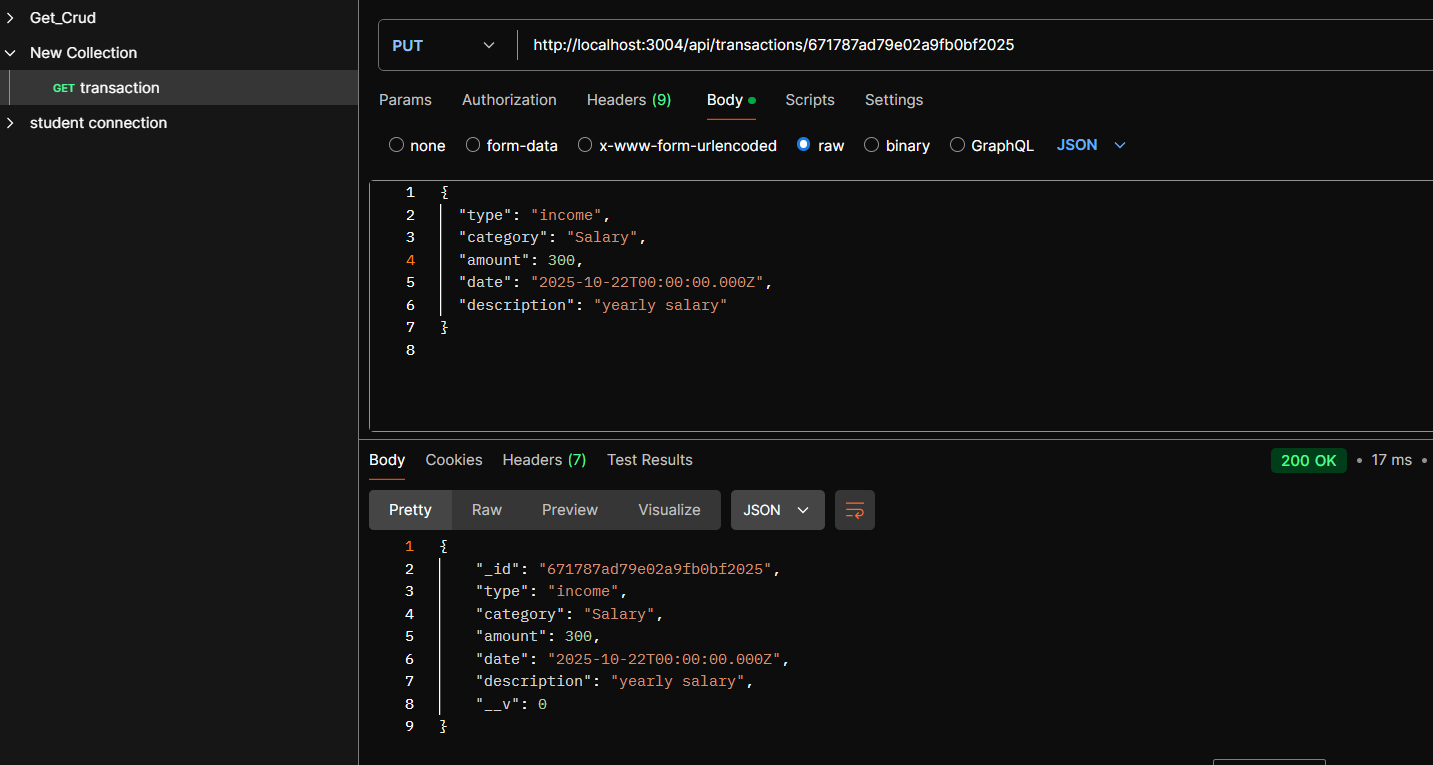 Get_Crud
New Collection
GET transaction
student connection
PUT http://localhost:3004/api/transactions/671787ad79e02a9fb0bf2025
Params Authorization Headers (9) Body Scripts Settings
none form-data x-www-form-urlencoded raw binary GraphQL JSON
1 {
2 "type": "income",
3 "category": "Salary",
4 "amount": 300,
5 "date": "2025-10-22T00:00:00.000Z",
6 "description": "yearly salary"
7 }
8
Body Cookies Headers (7) Test Results 200 OK • 17 ms •
Pretty Raw Preview Visualize JSON
1 {
2 "_id": "671787ad79e02a9fb0bf2025",
3 "type": "income",
4 "category": "Salary",
5 "amount": 300,
6 "date": "2025-10-22T00:00:00.000Z",
7 "description": "yearly salary",
8 "__v": 0
9 }